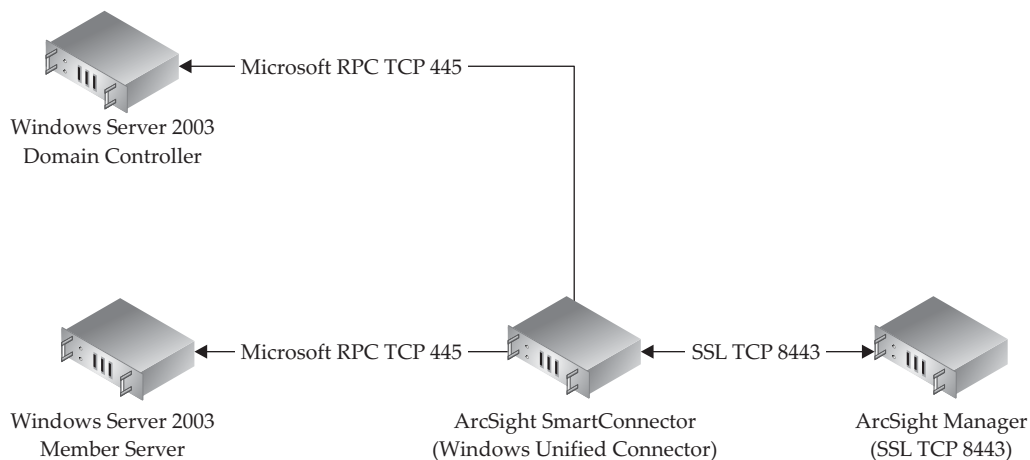 Microsoft RPC TCP 445
Windows Server 2003
Domain Controller
Microsoft RPC TCP 445
SSL TCP 8443
Windows Server 2003
Member Server
ArcSight SmartConnector
(Windows Unified Connector)
ArcSight Manager
(SSL TCP 8443)